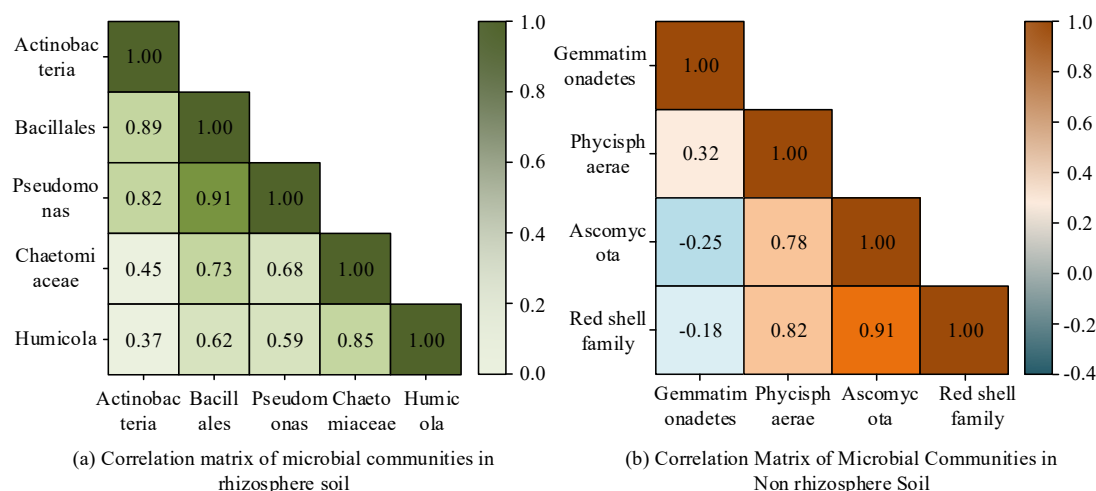 Actinobac
teria
Bacillales
Pseudomo
nas
Chaetomi
aceae
Humicola
1.00
0.89 1.00
0.82 0.91 1.00
0.45 0.73 0.68 1.00
0.37 0.62 0.59 0.85 1.00
Actinobac Bacill Pseudom Chaeto Humic
teria ales onas miaceae ola
1.0
0.8
0.6
0.4
0.2
0.0
(a) Correlation matrix of microbial communities in
rhizosphere soil
Gemmatim
onadetes
Phycisph
aerae
Ascomyc
ota
Red shell
family
1.00
0.32 1.00
-0.25 0.78 1.00
-0.18 0.82 0.91 1.00
Gemmatim Phycisph Ascomyc Red shell
onadetes aerae ota family
1.0
0.8
0.6
0.4
0.2
0.0
-0.2
-0.4
(b) Correlation Matrix of Microbial Communities in
Non rhizosphere Soil